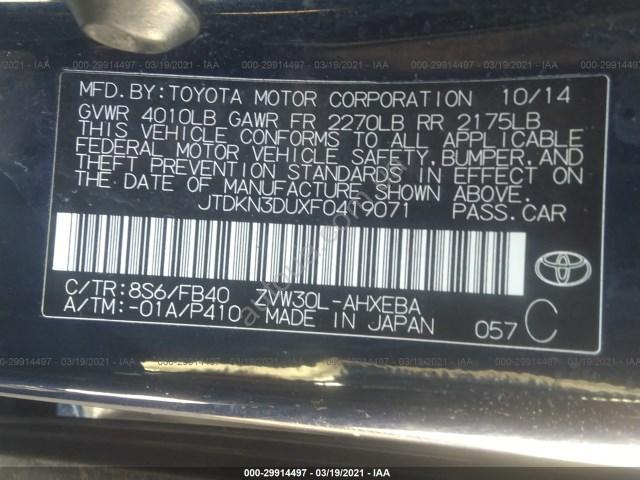 000-29914497 - 03/19/2021 - IAA
MFD. BY: TOYOTA MOTOR CORPORATION 10/14
GVWR 4010LB GAWR FR 2270LB RR 2175LB
THIS VEHICLE CONFORMS TO ALL APPLICABLE
FEDERAL MOTOR VEHICLE SAFETY, BUMPER, AND
THEFT PREVENTION STANDARDS IN EFFECT ON
THE DATE OF MANUFACTURE SHOWN ABOVE.
JTDKN3DUXF0419071 PASS. CAR
C/TR: 8S6/FB40 ZVW30L-AHXEBA
A/TM: -01A/P410 MADE IN JAPAN 057 C
000-29914497 - 03/19/2021 - IAA